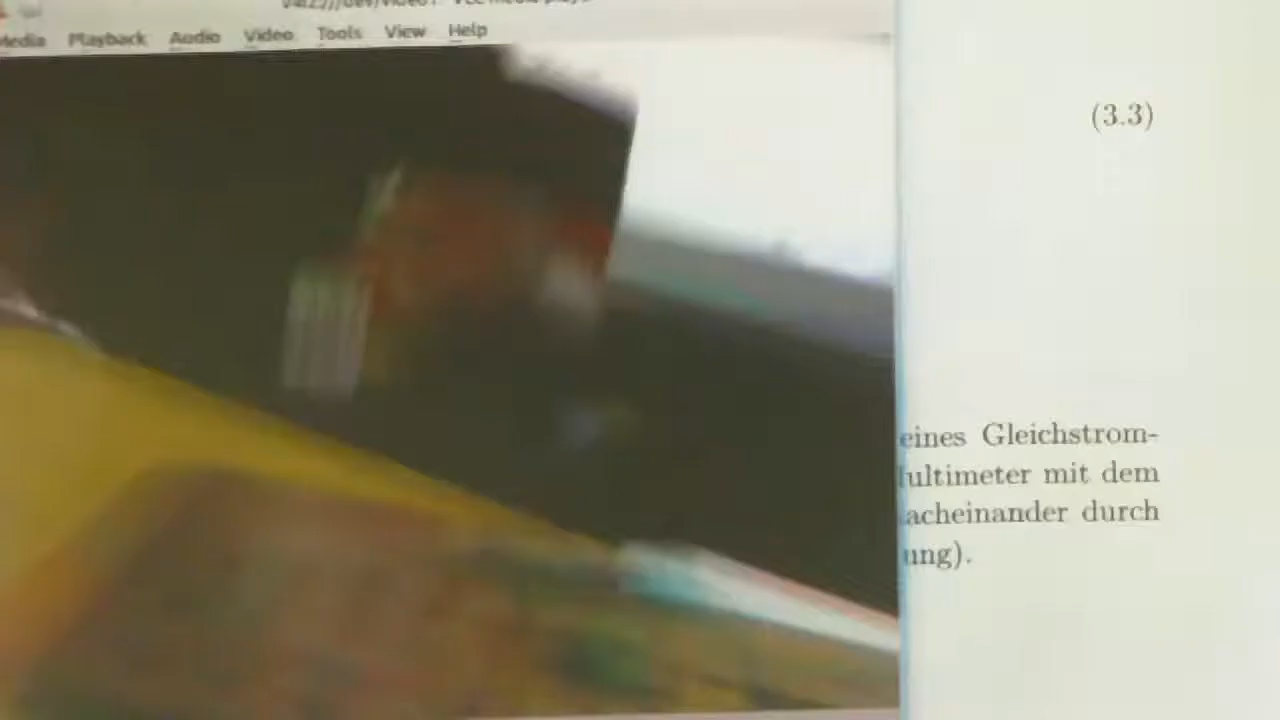 Media Playback Audio Video Tools View Help
(3.3)
eines Gleichstrom-
ultimeter mit dem
acheinander durch
ung).